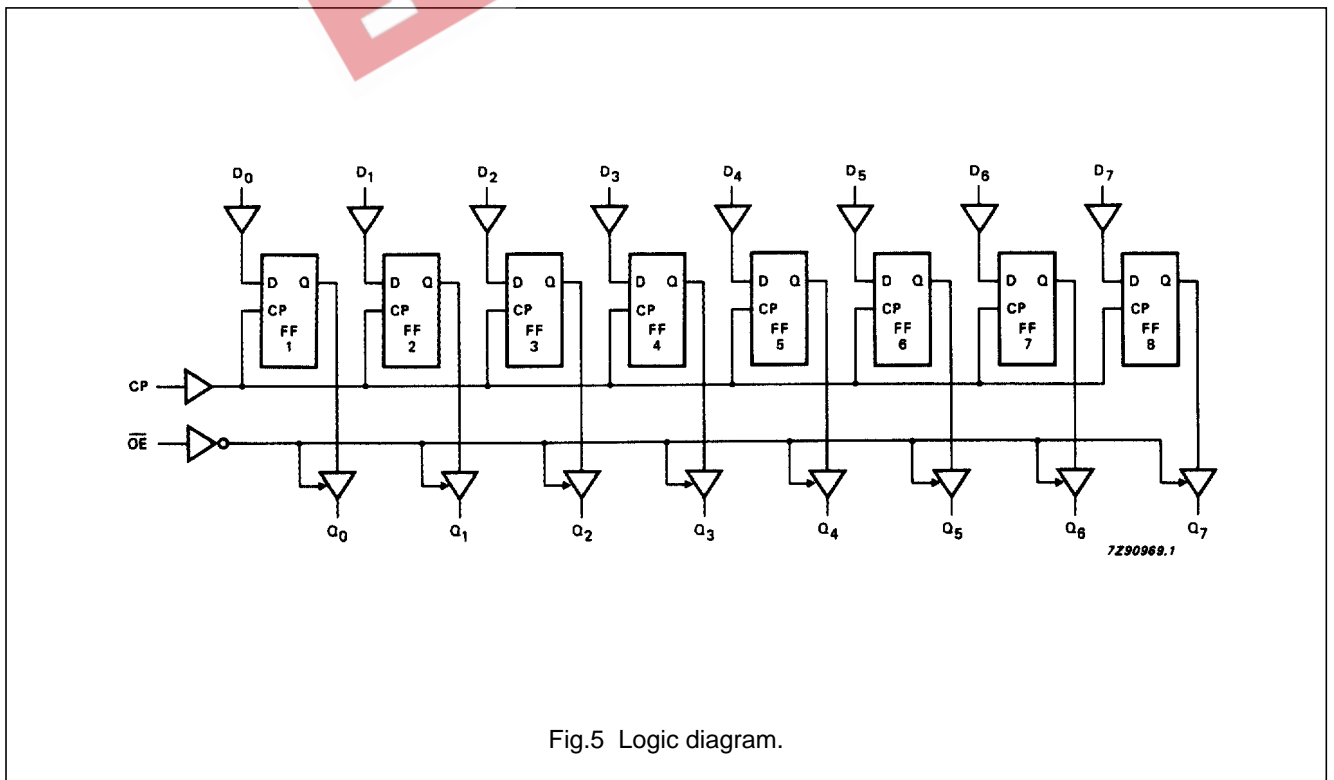 D0 D1 D2 D3 D4 D5 D6 D7
D Q D Q D Q D Q D Q D Q D Q D Q
CP CP CP CP CP CP CP CP
FF FF FF FF FF FF FF FF
1 2 3 4 5 6 7 8
CP
OE
Q0 Q1 Q2 Q3 Q4 Q5 Q6 Q7
7Z90969.1
Fig.5 Logic diagram.